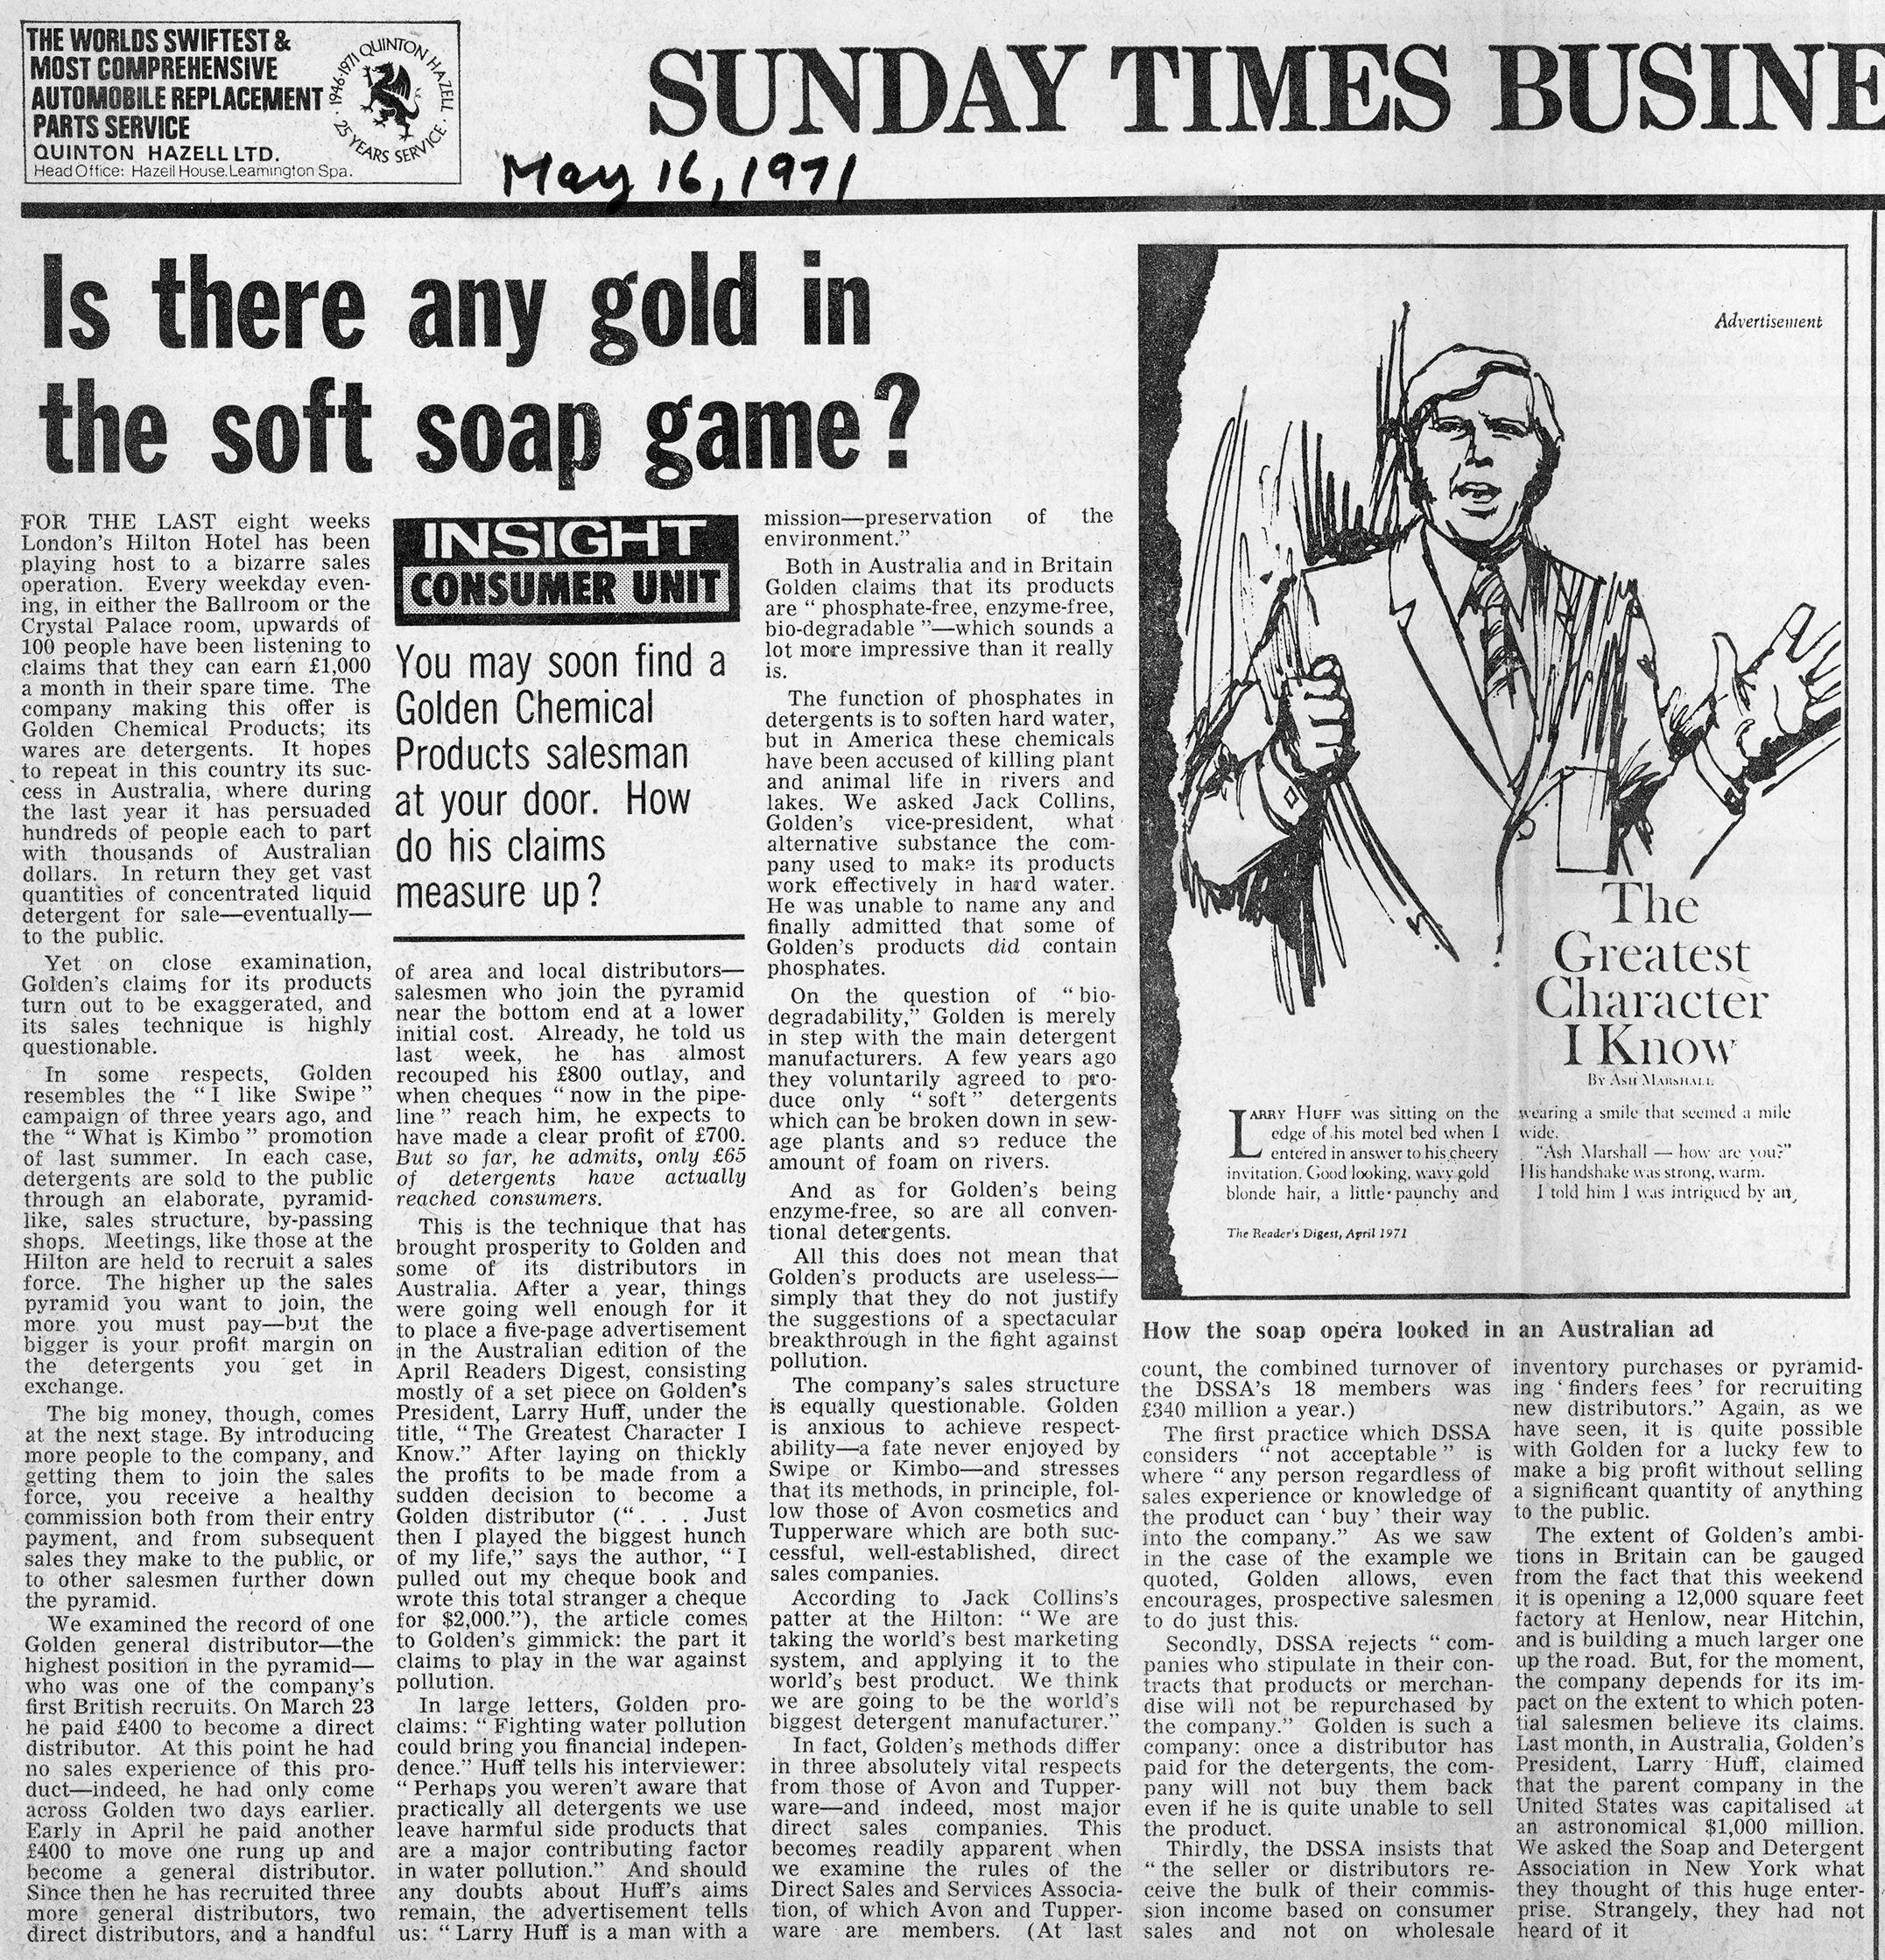 THE WORLDS SWIFTEST &
MOST COMPREHENSIVE
AUTOMOBILE REPLACEMENT
PARTS SERVICE
QUINTON HAZELL LTD.
Head Office: Hazell House. Leamington Spa.
1946-1971 QUINTON HAZELL
25 YEARS SERVICE
SUNDAY TIMES BUSINE
May 16, 1971
Is there any gold in
the soft soap game?
FOR THE LAST eight weeks
London's Hilton Hotel has been
playing host to a bizarre sales
operation. Every weekday even-
ing, in either the Ballroom or the
Crystal Palace room, upwards of
100 people have been listening to
claims that they can earn £1,000
a month in their spare time. The
company making this offer is
Golden Chemical Products; its
wares are detergents. It hopes
to repeat in this country its suc-
cess in Australia, where during
the last year it has persuaded
hundreds of people each to part
with thousands of Australian
dollars. In return they get vast
quantities of concentrated liquid
detergent for sale—eventually—
to the public.
Yet on close examination,
Golden's claims for its products
turn out to be exaggerated, and
its sales technique is highly
questionable.
In some respects, Golden
resembles the "I like Swipe"
campaign of three years ago, and
the "What is Kimbo" promotion
of last summer. In each case,
detergents are sold to the public
through an elaborate, pyramid-
like, sales structure, by-passing
shops. Meetings, like those at the
Hilton are held to recruit a sales
force. The higher up the sales
pyramid you want to join, the
more you must pay—but the
bigger is your profit margin on
the detergents you get in
exchange.
The big money, though, comes
at the next stage. By introducing
more people to the company, and
getting them to join the sales
force, you receive a healthy
commission both from their entry
payment, and from subsequent
sales they make to the public, or
to other salesmen further down
the pyramid.
We examined the record of one
Golden general distributor—the
highest position in the pyramid—
who was one of the company's
first British recruits. On March 23
he paid £400 to become a direct
distributor. At this point he had
no sales experience of this pro-
duct—indeed, he had only come
across Golden two days earlier.
Early in April he paid another
£400 to move one rung up and
become a general distributor.
Since then he has recruited three
more general distributors, two
direct distributors, and a handful
INSIGHT
CONSUMER UNIT
You may soon find a
Golden Chemical
Products salesman
at your door. How
do his claims
measure up?
of area and local distributors—
salesmen who join the pyramid
near the bottom end at a lower
initial cost. Already, he told us
last week, he has almost
recouped his £800 outlay, and
when cheques "now in the pipe-
line" reach him, he expects to
have made a clear profit of £700.
But so far, he admits, only £65
of detergents have actually
reached consumers.
This is the technique that has
brought prosperity to Golden and
some of its distributors in
Australia. After a year, things
were going well enough for it
to place a five-page advertisement
in the Australian edition of the
April Readers Digest, consisting
mostly of a set piece on Golden's
President, Larry Huff, under the
title, "The Greatest Character I
Know." After laying on thickly
the profits to be made from a
sudden decision to become a
Golden distributor (". . . Just
then I played the biggest hunch
of my life," says the author, "I
pulled out my cheque book and
wrote this total stranger a cheque
for $2,000."), the article comes
to Golden's gimmick: the part it
claims to play in the war against
pollution.
In large letters, Golden pro-
claims: "Fighting water pollution
could bring you financial indepen-
dence." Huff tells his interviewer:
"Perhaps you weren't aware that
practically all detergents we use
leave harmful side products that
are a major contributing factor
in water pollution." And should
any doubts about Huff's aims
remain, the advertisement tells
us: "Larry Huff is a man with a
mission—preservation of the
environment."
Both in Australia and in Britain
Golden claims that its products
are "phosphate-free, enzyme-free,
bio-degradable"—which sounds a
lot more impressive than it really
is.
The function of phosphates in
detergents is to soften hard water,
but in America these chemicals
have been accused of killing plant
and animal life in rivers and
lakes. We asked Jack Collins,
Golden's vice-president, what
alternative substance the com-
pany used to make its products
work effectively in hard water.
He was unable to name any and
finally admitted that some of
Golden's products did contain
phosphates.
On the question of "bio-
degradability," Golden is merely
in step with the main detergent
manufacturers. A few years ago
they voluntarily agreed to pro-
duce only "soft" detergents
which can be broken down in sew-
age plants and so reduce the
amount of foam on rivers.
And as for Golden's being
enzyme-free, so are all conven-
tional detergents.
All this does not mean that
Golden's products are useless—
simply that they do not justify
the suggestions of a spectacular
breakthrough in the fight against
pollution.
The company's sales structure
is equally questionable. Golden
is anxious to achieve respect-
ability—a fate never enjoyed by
Swipe or Kimbo—and stresses
that its methods, in principle, fol-
low those of Avon cosmetics and
Tupperware which are both suc-
cessful, well-established, direct
sales companies.
According to Jack Collins's
patter at the Hilton: "We are
taking the world's best marketing
system, and applying it to the
world's best product. We think
we are going to be the world's
biggest detergent manufacturer."
In fact, Golden's methods differ
in three absolutely vital respects
from those of Avon and Tupper-
ware—and indeed, most major
direct sales companies. This
becomes readily apparent when
we examine the rules of the
Direct Sales and Services Associa-
tion, of which Avon and Tupper-
ware are members. (At last
Advertisement
The
Greatest
Character
I Know
BY ASH MARSHALL
LARRY HUFF was sitting on the
edge of his motel bed when I
entered in answer to his cheery
invitation. Good looking, wavy gold
blonde hair, a little paunchy and
wearing a smile that seemed a mile
wide.
"Ash Marshall — how are you?"
His handshake was strong, warm.
I told him I was intrigued by an
The Reader's Digest, April 1971
How the soap opera looked in an Australian ad
count, the combined turnover of
the DSSA's 18 members was
£340 million a year.)
The first practice which DSSA
considers "not acceptable" is
where "any person regardless of
sales experience or knowledge of
the product can 'buy' their way
into the company." As we saw
in the case of the example we
quoted, Golden allows, even
encourages, prospective salesmen
to do just this.
Secondly, DSSA rejects "com-
panies who stipulate in their con-
tracts that products or merchan-
dise will not be repurchased by
the company." Golden is such a
company: once a distributor has
paid for the detergents, the com-
pany will not buy them back
even if he is quite unable to sell
the product.
Thirdly, the DSSA insists that
"the seller or distributors re-
ceive the bulk of their commis-
sion income based on consumer
sales and not on wholesale
inventory purchases or pyramid-
ing 'finders fees' for recruiting
new distributors." Again, as we
have seen, it is quite possible
with Golden for a lucky few to
make a big profit without selling
a significant quantity of anything
to the public.
The extent of Golden's ambi-
tions in Britain can be gauged
from the fact that this weekend
it is opening a 12,000 square feet
factory at Henlow, near Hitchin,
and is building a much larger one
up the road. But, for the moment,
the company depends for its im-
pact on the extent to which poten-
tial salesmen believe its claims.
Last month, in Australia, Golden's
President, Larry Huff, claimed
that the parent company in the
United States was capitalised at
an astronomical $1,000 million.
We asked the Soap and Detergent
Association in New York what
they thought of this huge enter-
prise. Strangely, they had not
heard of it